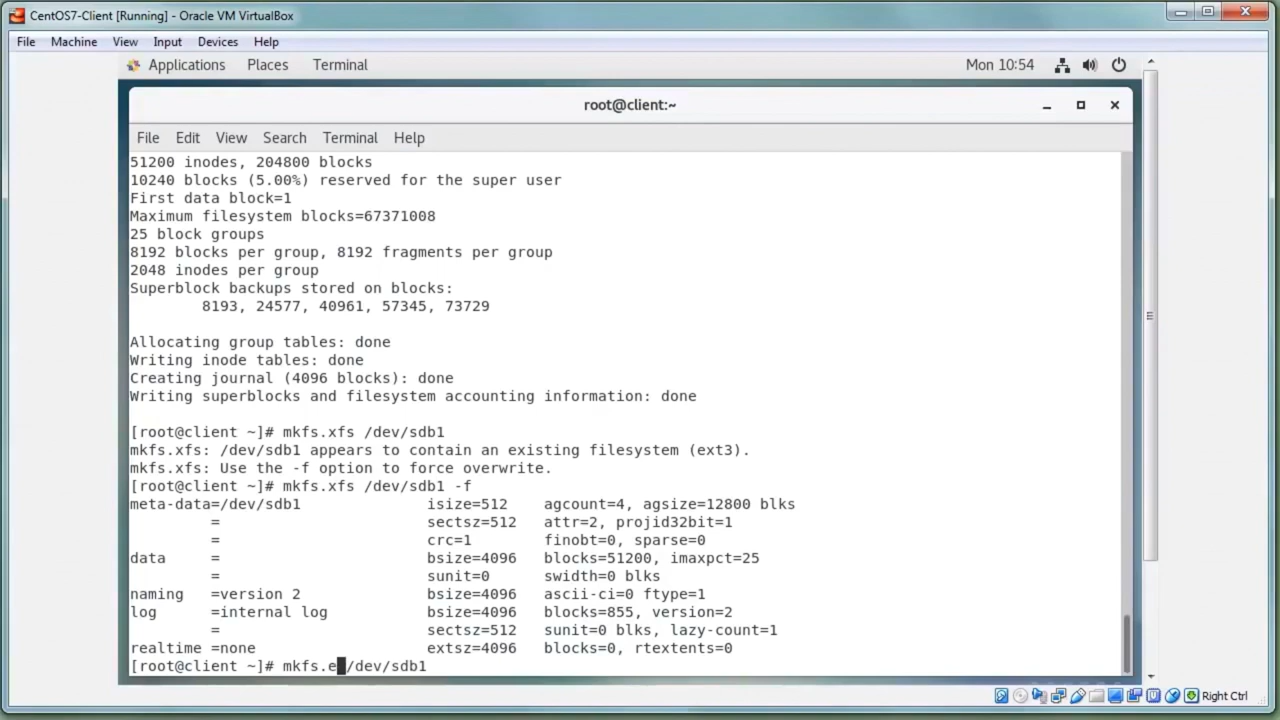 CentOS7-Client [Running] - Oracle VM VirtualBox
File Machine View Input Devices Help
Applications Places Terminal Mon 10:54
root@client:~
File Edit View Search Terminal Help
51200 inodes, 204800 blocks
10240 blocks (5.00%) reserved for the super user
First data block=1
Maximum filesystem blocks=67371008
25 block groups
8192 blocks per group, 8192 fragments per group
2048 inodes per group
Superblock backups stored on blocks:
        8193, 24577, 40961, 57345, 73729
Allocating group tables: done
Writing inode tables: done
Creating journal (4096 blocks): done
Writing superblocks and filesystem accounting information: done
[root@client ~]# mkfs.xfs /dev/sdb1
mkfs.xfs: /dev/sdb1 appears to contain an existing filesystem (ext3).
mkfs.xfs: Use the -f option to force overwrite.
[root@client ~]# mkfs.xfs /dev/sdb1 -f
meta-data=/dev/sdb1              isize=512    agcount=4, agsize=12800 blks
         =                       sectsz=512   attr=2, projid32bit=1
         =                       crc=1        finobt=0, sparse=0
data     =                       bsize=4096   blocks=51200, imaxpct=25
         =                       sunit=0      swidth=0 blks
naming   =version 2              bsize=4096   ascii-ci=0 ftype=1
log      =internal log           bsize=4096   blocks=855, version=2
         =                       sectsz=512   sunit=0 blks, lazy-count=1
realtime =none                   extsz=4096   blocks=0, rtextents=0
[root@client ~]# mkfs.e /dev/sdb1
Right Ctrl